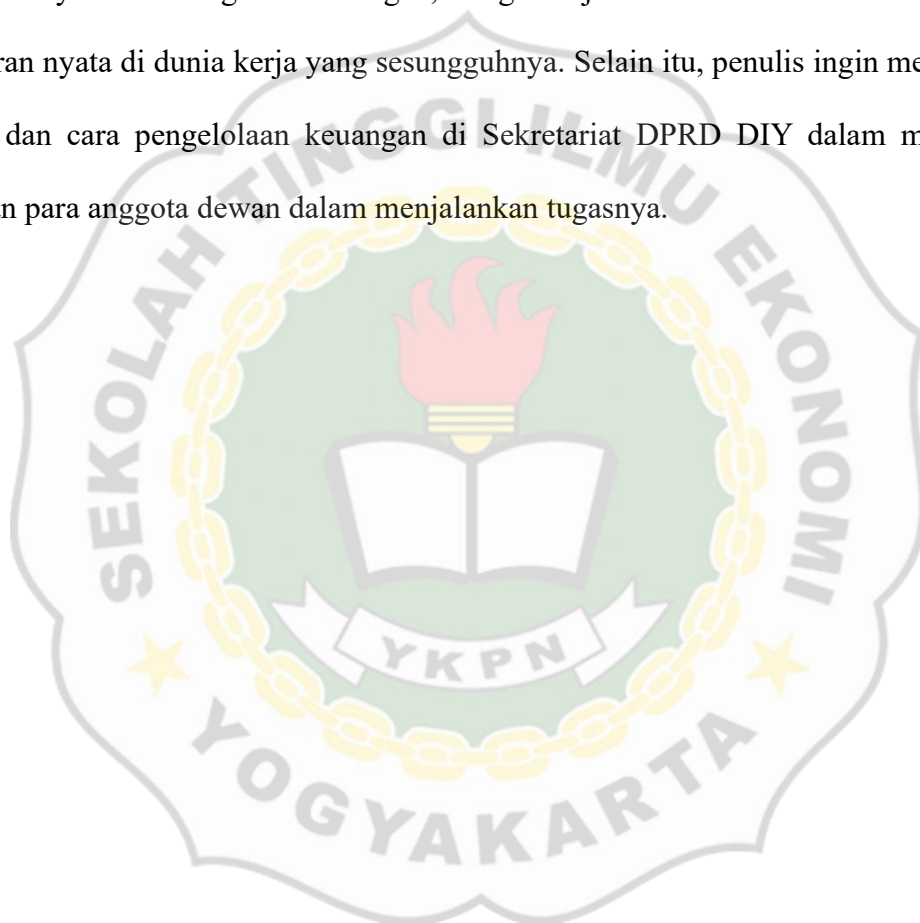 ran nyata di dunia kerja yang sesungguhnya. Selain itu, penulis ingin me
dan cara pengelolaan keuangan di Sekretariat DPRD DIY dalam m
n para anggota dewan dalam menjalankan tugasnya.
SEKOLAH TINGGI ILMU EKONOMI
YKPN
YOGYAKARTA